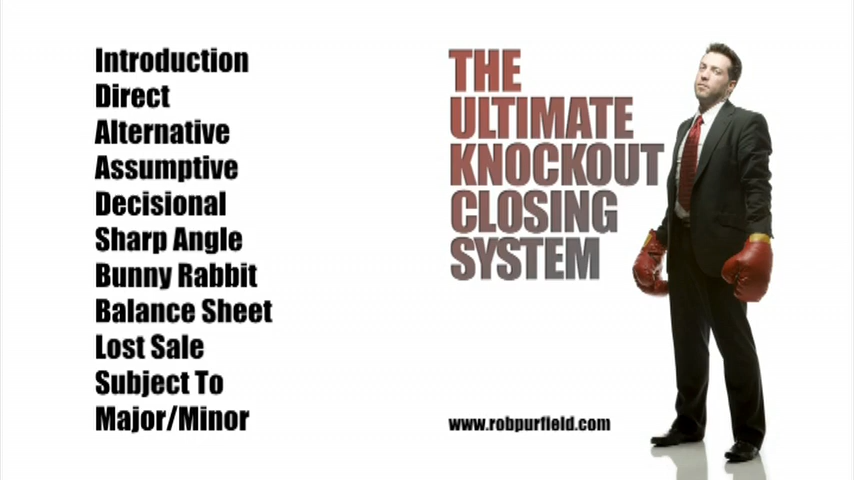 Introduction
Direct
Alternative
Assumptive
Decisional
Sharp Angle
Bunny Rabbit
Balance Sheet
Lost Sale
Subject To
Major/Minor
THE
ULTIMATE
KNOCKOUT
CLOSING
SYSTEM
www.robpurfield.com